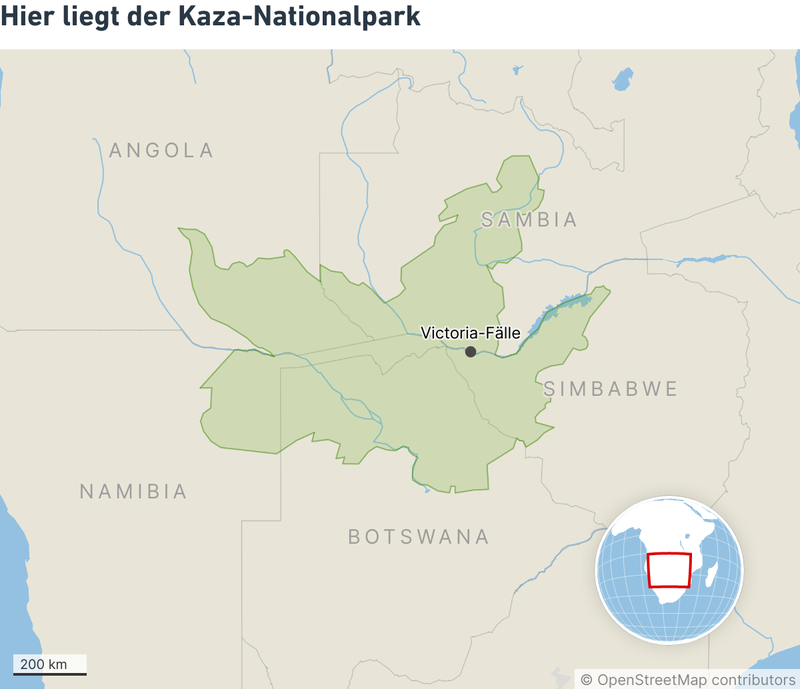 Hier liegt der Kaza-Nationalpark
ANGOLA
SAMBIA
Victoria-Fälle
SIMBABWE
NAMIBIA
BOTSWANA
200 km
© OpenStreetMap contributors